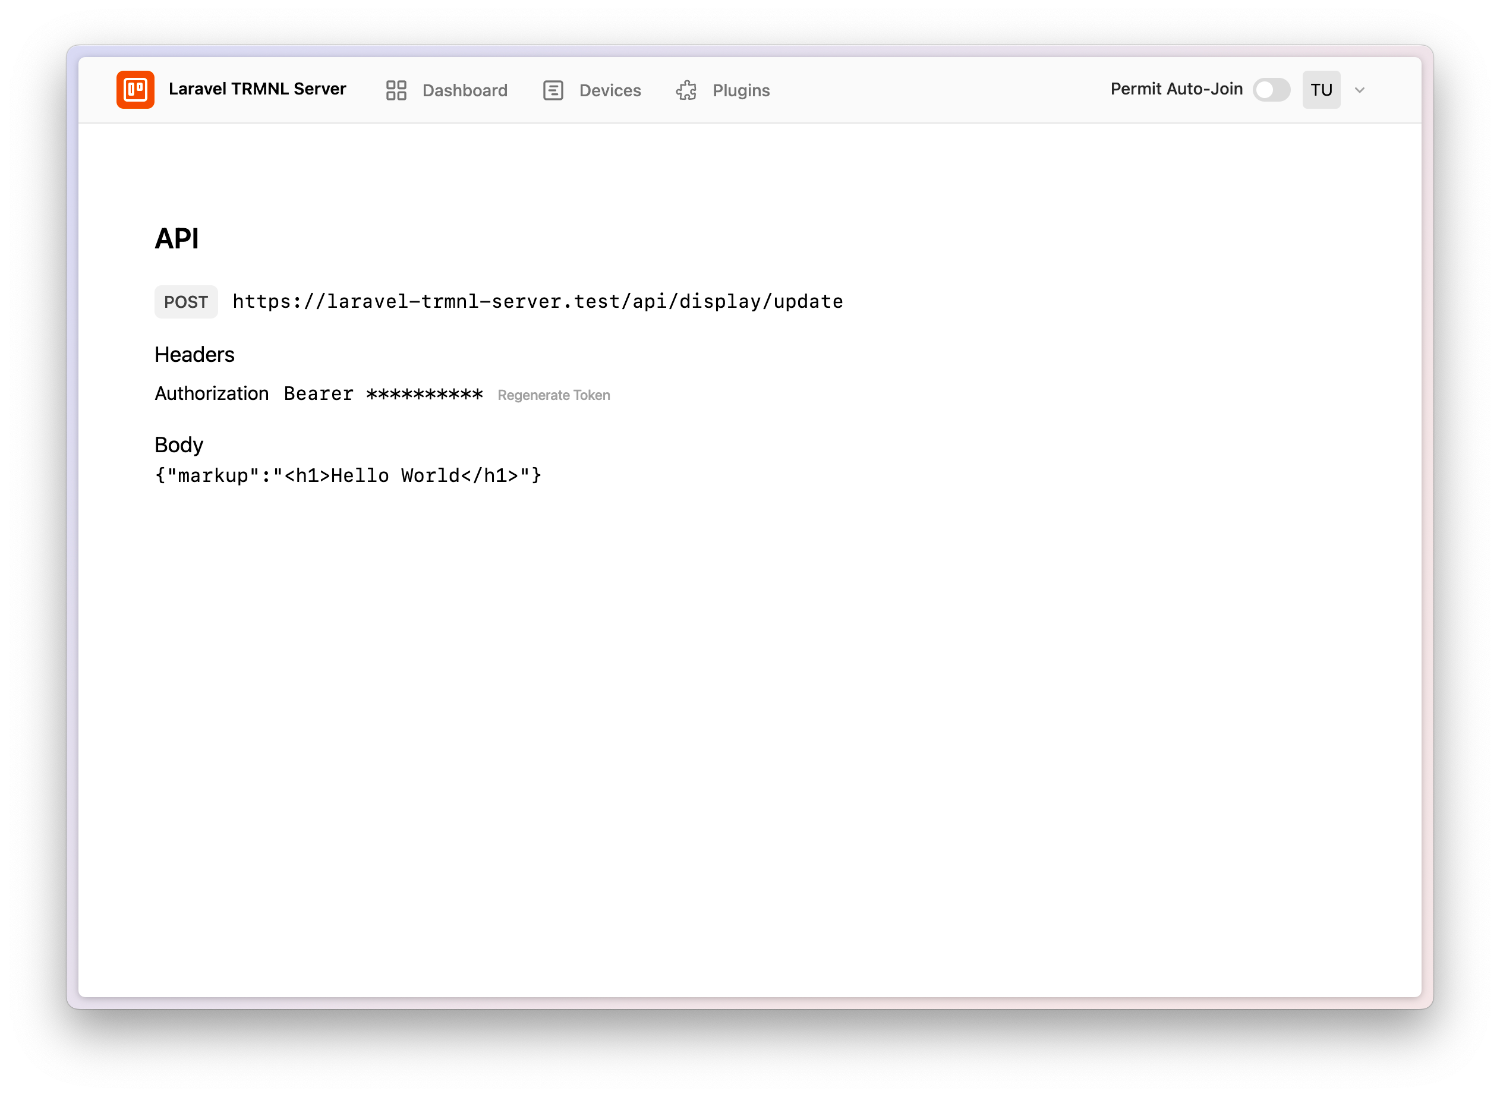 Laravel TRMNL Server Dashboard Devices Plugins Permit Auto-Join TU
API
POST https://laravel-trmnl-server.test/api/display/update
Headers
Authorization Bearer ********** Regenerate Token
Body
{"markup":"<h1>Hello World</h1>"}